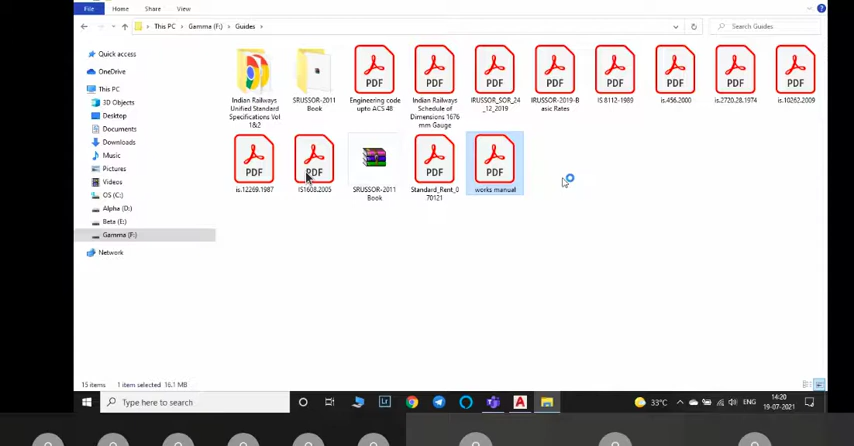 File Home Share View
This PC > Gamma (F:) > Guides >
Search Guides
Quick access
OneDrive
This PC
3D Objects
Desktop
Documents
Downloads
Music
Pictures
Videos
OS (C:)
Alpha (D:)
Beta (E:)
Gamma (F:)
Network
Indian Railways
Unified Standard
Specifications Vol
1&2
SRUSSOR-2011
Book
PDF
Engineering code
upto ACS 48
PDF
Indian Railways
Schedule of
Dimensions 1676
mm Gauge
PDF
IRUSSOR_SOR_24
_12_2019
PDF
IRUSSOR-2019-B
asic Rates
PDF
IS.8112-1989
PDF
is.456.2000
PDF
is.2720.28.1974
PDF
is.10262.2009
PDF
is.12269.1987
PDF
IS1608.2005
SRUSSOR-2011
Book
PDF
Standard_Rent_0
70121
PDF
works manual
15 items 1 item selected 16.1 MB
Type here to search
Lr
A
33°C
ENG
14:20
19-07-2021